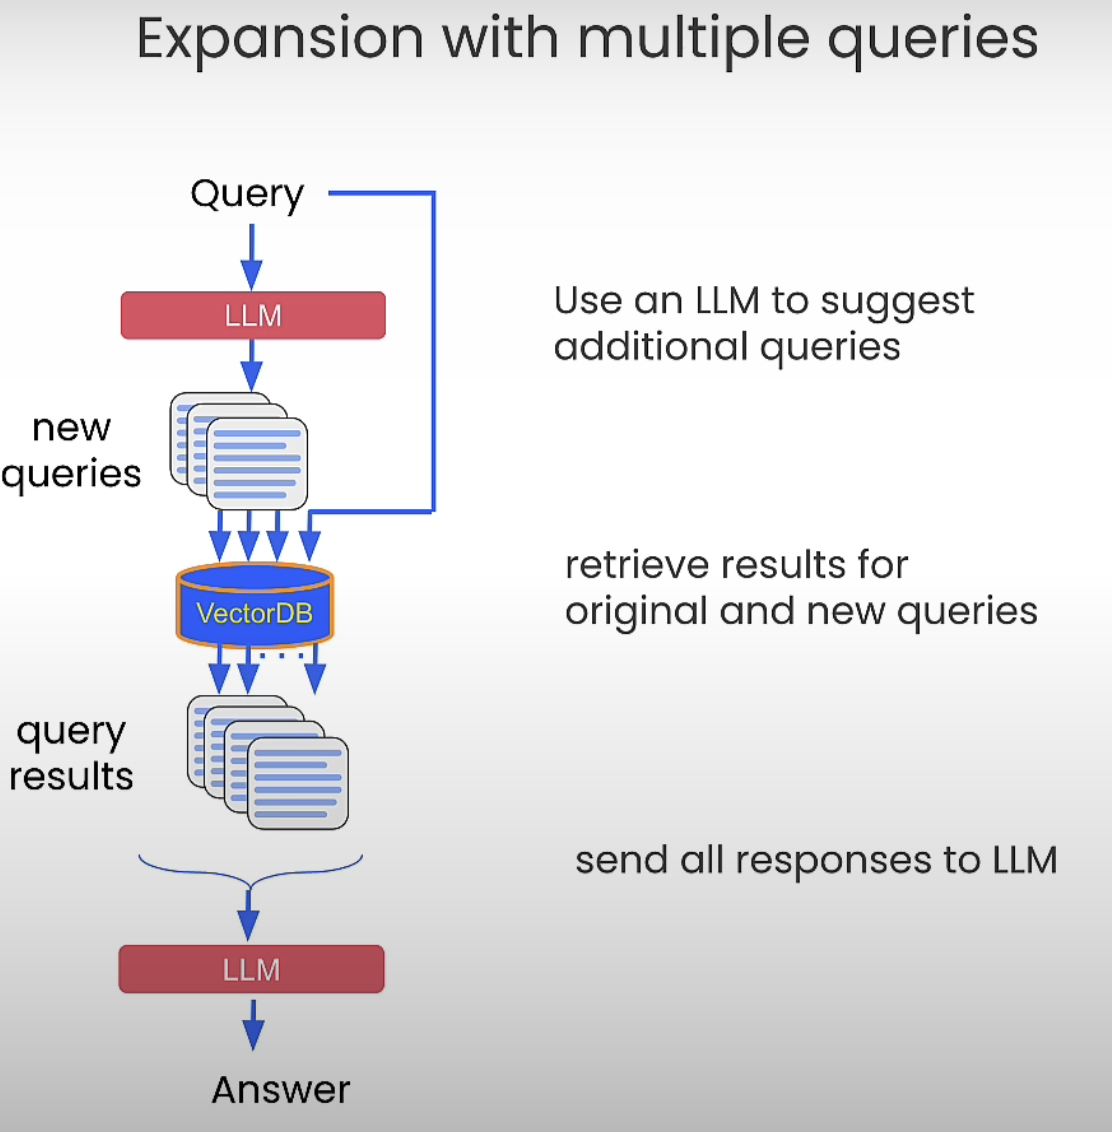 Expansion with multiple queries
Query
LLM
Use an LLM to suggest
additional queries
new
queries
VectorDB
retrieve results for
original and new queries
query
results
send all responses to LLM
LLM
Answer